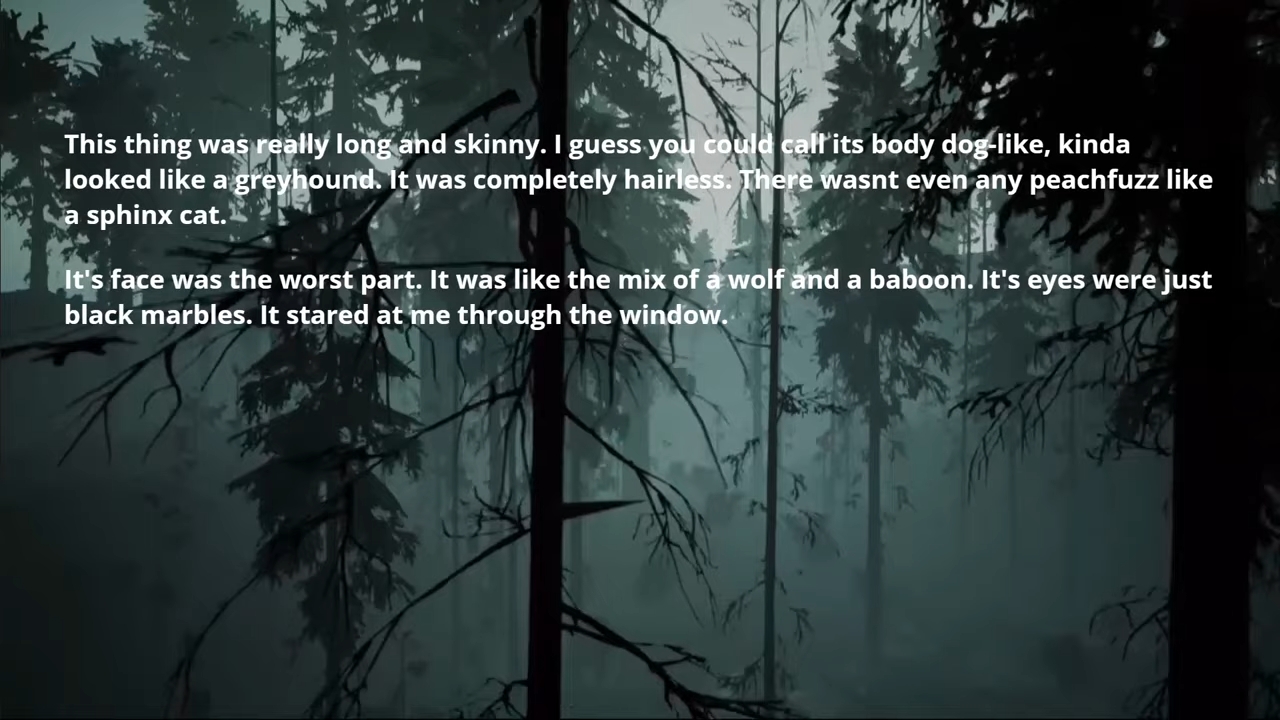 This thing was really long and skinny. I guess you could call its body dog-like, kinda
looked like a greyhound. It was completely hairless. There wasnt even any peachfuzz like
a sphinx cat.
It's face was the worst part. It was like the mix of a wolf and a baboon. It's eyes were just
black marbles. It stared at me through the window.